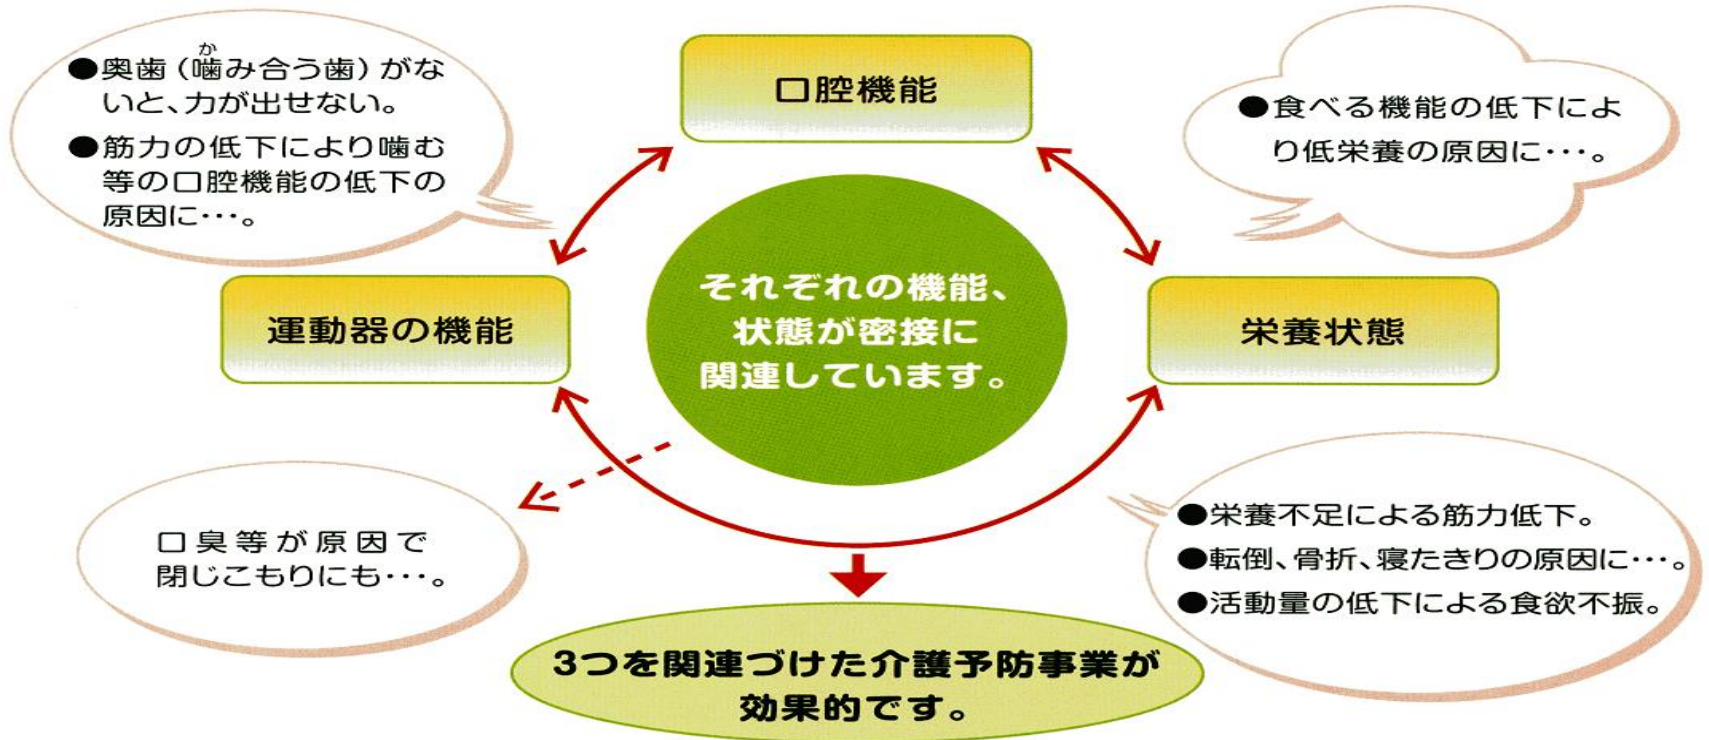 ●奥歯(噛み合う歯)がな
か
いと、力が出せない。
●筋力の低下により噛む
等の口腔機能の低下の
原因に･･･。
口腔機能
●食べる機能の低下によ
り低栄養の原因に･･･。
運動器の機能
それぞれの機能、
状態が密接に
関連しています。
栄養状態
口臭等が原因で
閉じこもりにも･･･。
●栄養不足による筋力低下。
●転倒、骨折、寝たきりの原因に･･･。
●活動量の低下による食欲不振。
3つを関連づけた介護予防事業が
効果的です。